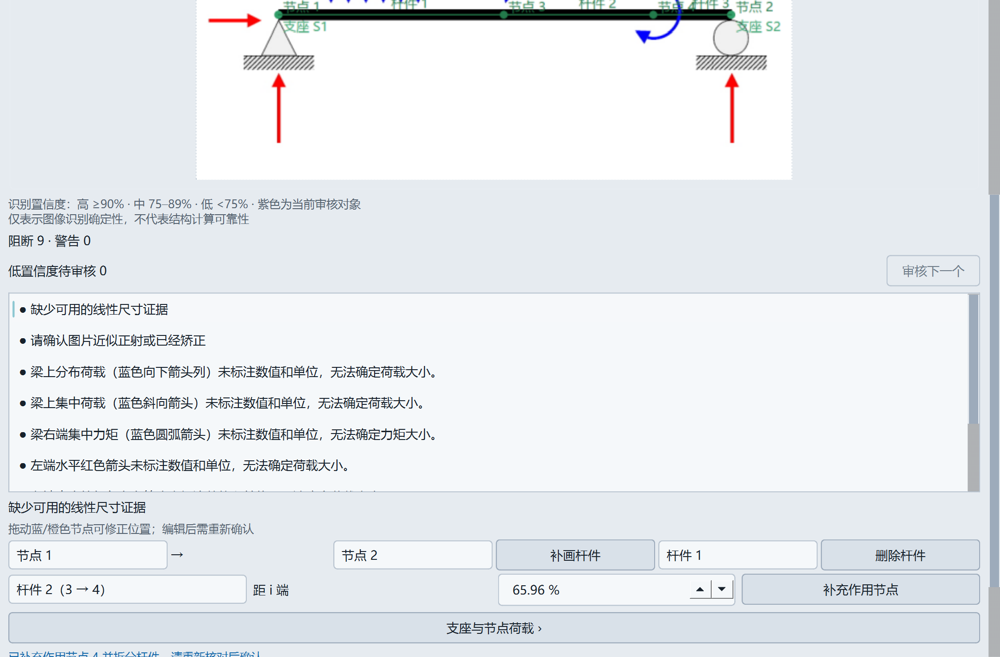 节点 1
杆件 1
节点 3
杆件 2
节点 4
杆件 3
节点 2
支座 S1
支座 S2
识别置信度：高 ≥90% · 中 75–89% · 低 <75% · 紫色为当前审核对象
仅表示图像识别确定性，不代表结构计算可靠性
阻断 9 · 警告 0
低置信度待审核 0
审核下一个
● 缺少可用的线性尺寸证据
● 请确认图片近似正射或已经矫正
● 梁上分布荷载（蓝色向下箭头列）未标注数值和单位，无法确定荷载大小。
● 梁上集中荷载（蓝色斜向箭头）未标注数值和单位，无法确定荷载大小。
● 梁右端集中力矩（蓝色圆弧箭头）未标注数值和单位，无法确定力矩大小。
● 左端水平红色箭头未标注数值和单位，无法确定荷载大小。
缺少可用的线性尺寸证据
拖动蓝/橙色节点可修正位置；编辑后需重新确认
节点 1 → 节点 2 补画杆件 杆件 1 删除杆件
杆件 2（3 → 4） 距 i 端 65.96 % 补充作用节点
支座与节点荷载 ›
已补充作用节点 4 并拆分杆件，请重新核对后确认